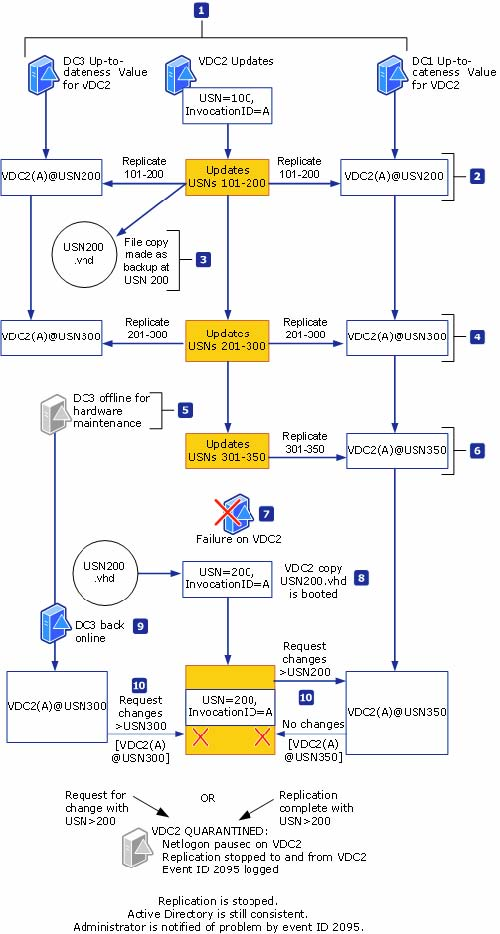 1
DC3 Up-to-
dateness Value
for VDC2
VDC2 Updates
DC1 Up-to-
cateness Value
for VDC2
USN=100,
InvocationID=A
VDC2(A)@USN200
Replicate
101-200
Updates
USNs 101-200
Replicate
101-200
VDC2(A)@USN200
2
USN200
.vhd
File copy
made as
backup at
USN 200
3
VDC2(A)@USN300
Replicate
201-300
Updates
USNs 201-300
Replicate
201-300
VDC2(A)@USN300
4
DC3 offline for
hardware
maintenance
5
Updates
USNs 301-350
Replicate
301-350
VDC2(A)@USN350
6
7
Failure on VDC2
USN200
.vhd
USN=200,
InvocationID=A
VDC2 copy
USN200.vhd
is booted
8
DC3 back
online
9
VDC2(A)@USN300
10
Request
changes
>USN300
[VDC2(A)
@USN300]
USN=200,
InvocationID=A
Request
changes
>USN200
10
No changes
[VDC2(A)
@USN350]
VDC2(A)@USN350
Request for
change with
USN>200
OR
Replication
complete with
USN>200
VDC2 QUARANTINED:
Netlogon pausec on VDC2
Replication stopped to and from VDC2
Event ID 2095 logged
Replication is stopped.
Active Directory is still consistent.
Administrator is notified of problem by event ID 2095.